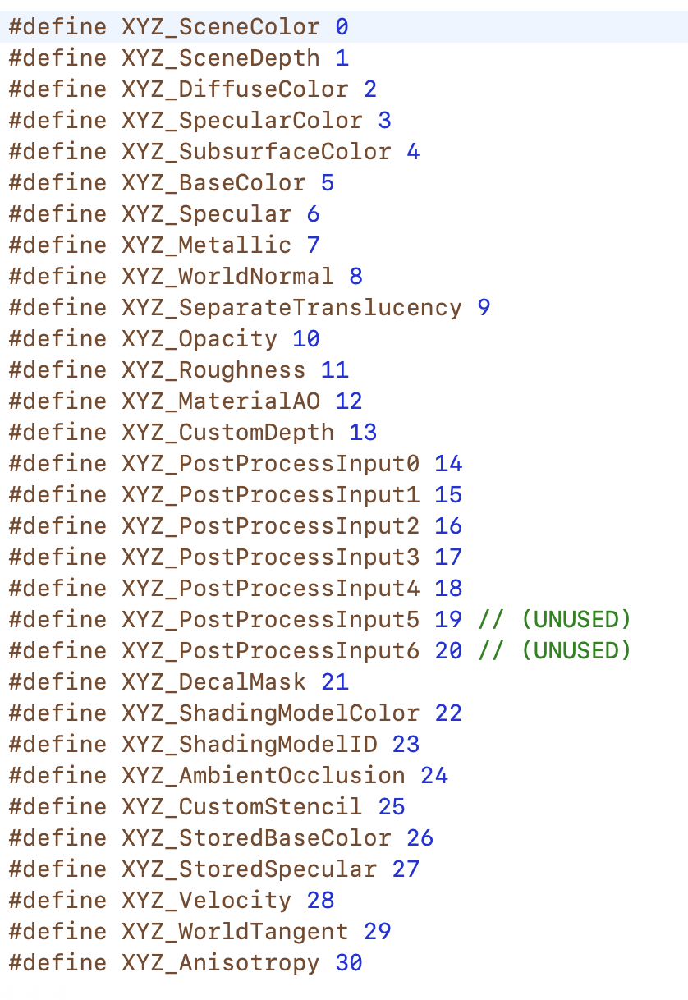 #define XYZ_SceneColor 0
#define XYZ_SceneDepth 1
#define XYZ_DiffuseColor 2
#define XYZ_SpecularColor 3
#define XYZ_SubsurfaceColor 4
#define XYZ_BaseColor 5
#define XYZ_Specular 6
#define XYZ_Metallic 7
#define XYZ_WorldNormal 8
#define XYZ_SeparateTranslucency 9
#define XYZ_Opacity 10
#define XYZ_Roughness 11
#define XYZ_MaterialAO 12
#define XYZ_CustomDepth 13
#define XYZ_PostProcessInput0 14
#define XYZ_PostProcessInput1 15
#define XYZ_PostProcessInput2 16
#define XYZ_PostProcessInput3 17
#define XYZ_PostProcessInput4 18
#define XYZ_PostProcessInput5 19 // (UNUSED)
#define XYZ_PostProcessInput6 20 // (UNUSED)
#define XYZ_DecalMask 21
#define XYZ_ShadingModelColor 22
#define XYZ_ShadingModelID 23
#define XYZ_AmbientOcclusion 24
#define XYZ_CustomStencil 25
#define XYZ_StoredBaseColor 26
#define XYZ_StoredSpecular 27
#define XYZ_Velocity 28
#define XYZ_WorldTangent 29
#define XYZ_Anisotropy 30